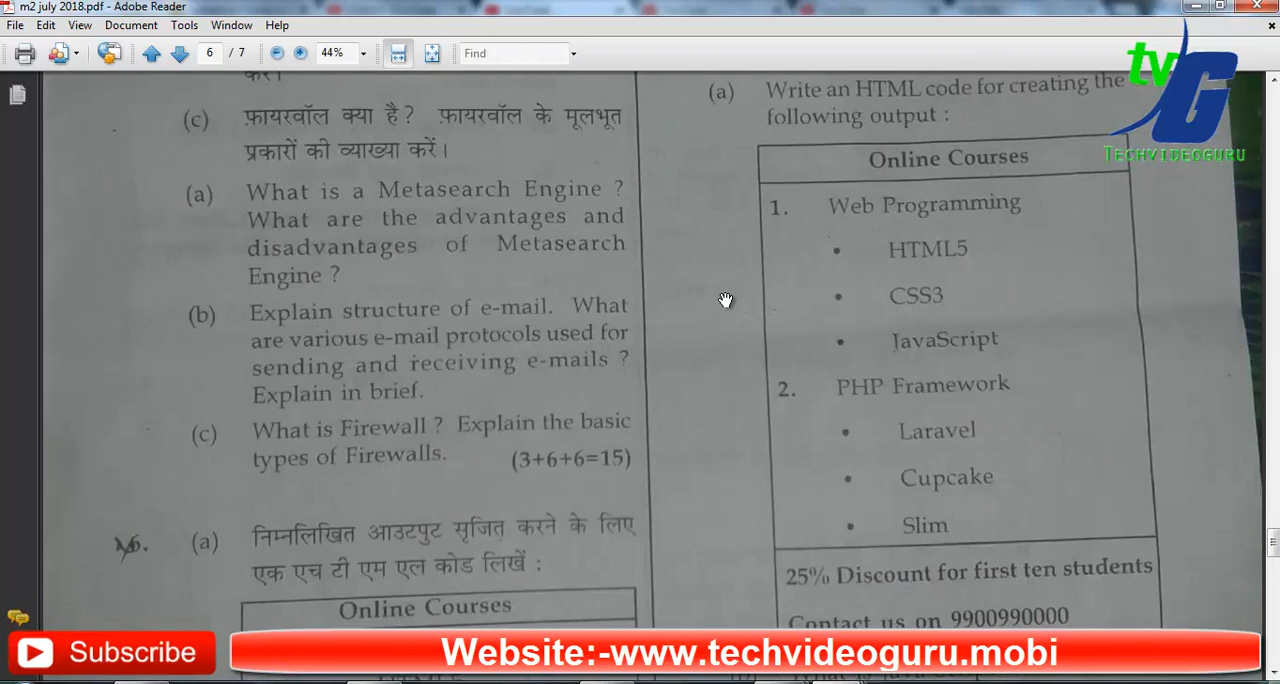 m2 july 2018.pdf - Adobe Reader
File Edit View Document Tools Window Help
6 / 7 44% Find
करें।
(c) फ़ायरवॉल क्या है? फ़ायरवॉल के मूलभूत
प्रकारों की व्याख्या करें।
(a) What is a Metasearch Engine ?
What are the advantages and
disadvantages of Metasearch
Engine ?
(b) Explain structure of e-mail. What
are various e-mail protocols used for
sending and receiving e-mails ?
Explain in brief.
(c) What is Firewall ? Explain the basic
types of Firewalls. (3+6+6=15)
6. (a) निम्नलिखित आउटपुट सृजित करने के लिए
एक एच टी एम एल कोड लिखें :
Online Courses
(a) Write an HTML code for creating the
following output :
Online Courses
1. Web Programming
• HTML5
• CSS3
• JavaScript
2. PHP Framework
• Laravel
• Cupcake
• Slim
25% Discount for first ten students
Contact us on 9900990000
tv G
TECHVIDEOGURU
Subscribe
Website:-www.techvideoguru.mobi